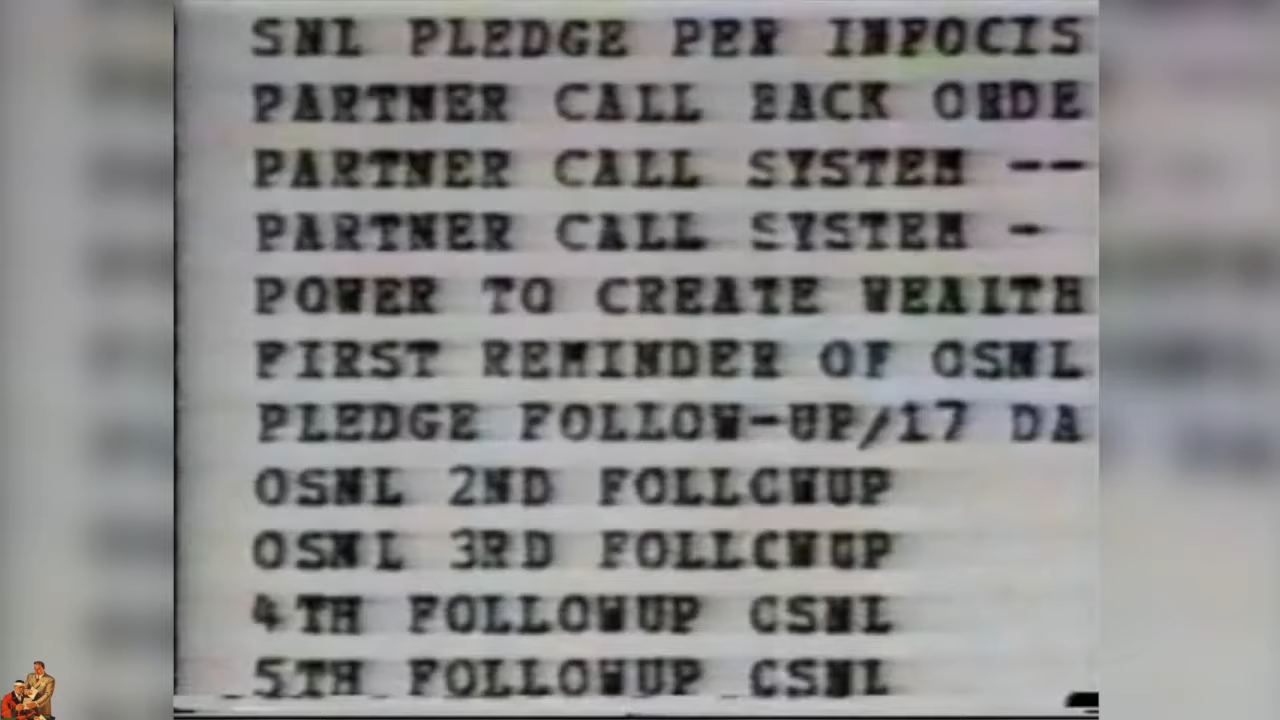 SNL PLEDGE PER INFOCIS
PARTNER CALL BACK ORDE
PARTNER CALL SYSTEM --
PARTNER CALL SYSTEM -
POWER TO CREATE WEALTH
FIRST REMINDER OF OSNL
PLEDGE FOLLOW-UP/17 DA
OSNL 2ND FOLLOWUP
OSNL 3RD FOLLOWUP
4TH FOLLOWUP OSNL
5TH FOLLOWUP OSNL